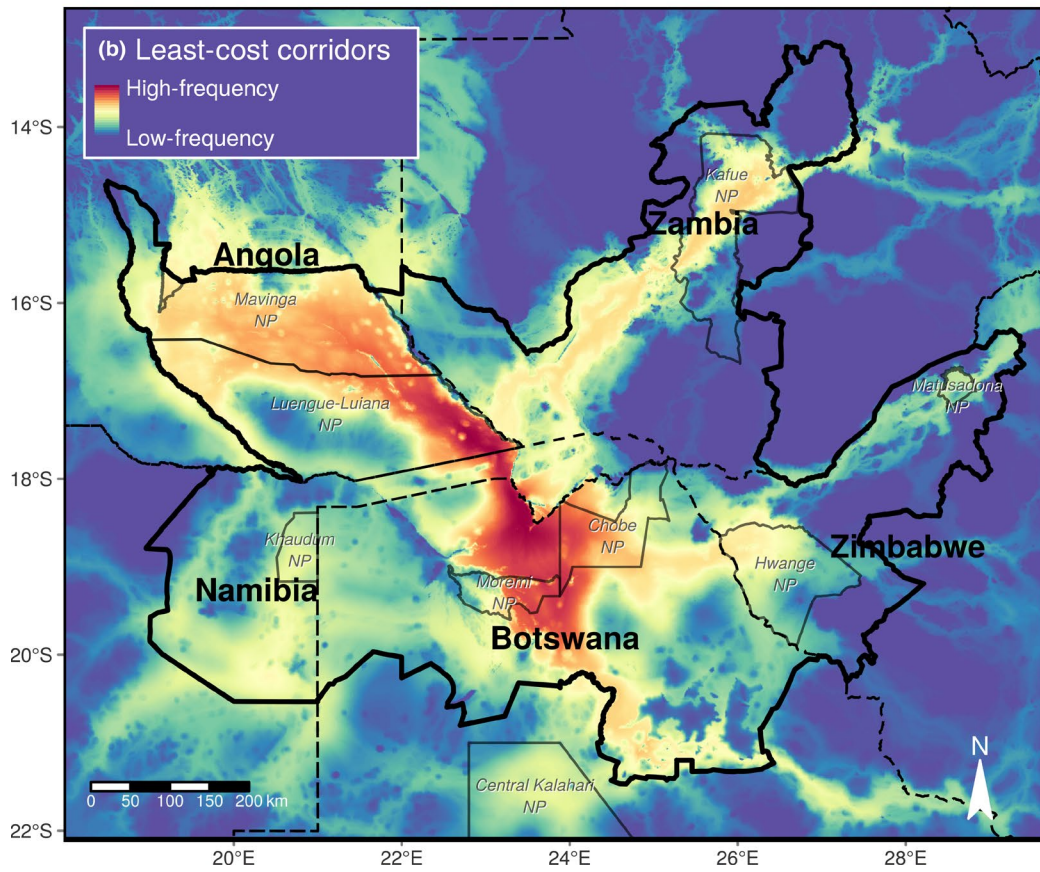 (b) Least-cost corridors
High-frequency
Low-frequency
14°S
16°S
18°S
20°S
22°S
Kafue
NP
Zambia
Angola
Mavinga
NP
Luengue-Luiana
NP
Matusadona
NP
Khaudum
NP
Chobe
NP
Hwange
NP
Zimbabwe
Namibia
Moremi
NP
Botswana
Central Kalahari
NP
N
0 50 100 150 200 km
20°E 22°E 24°E 26°E 28°E